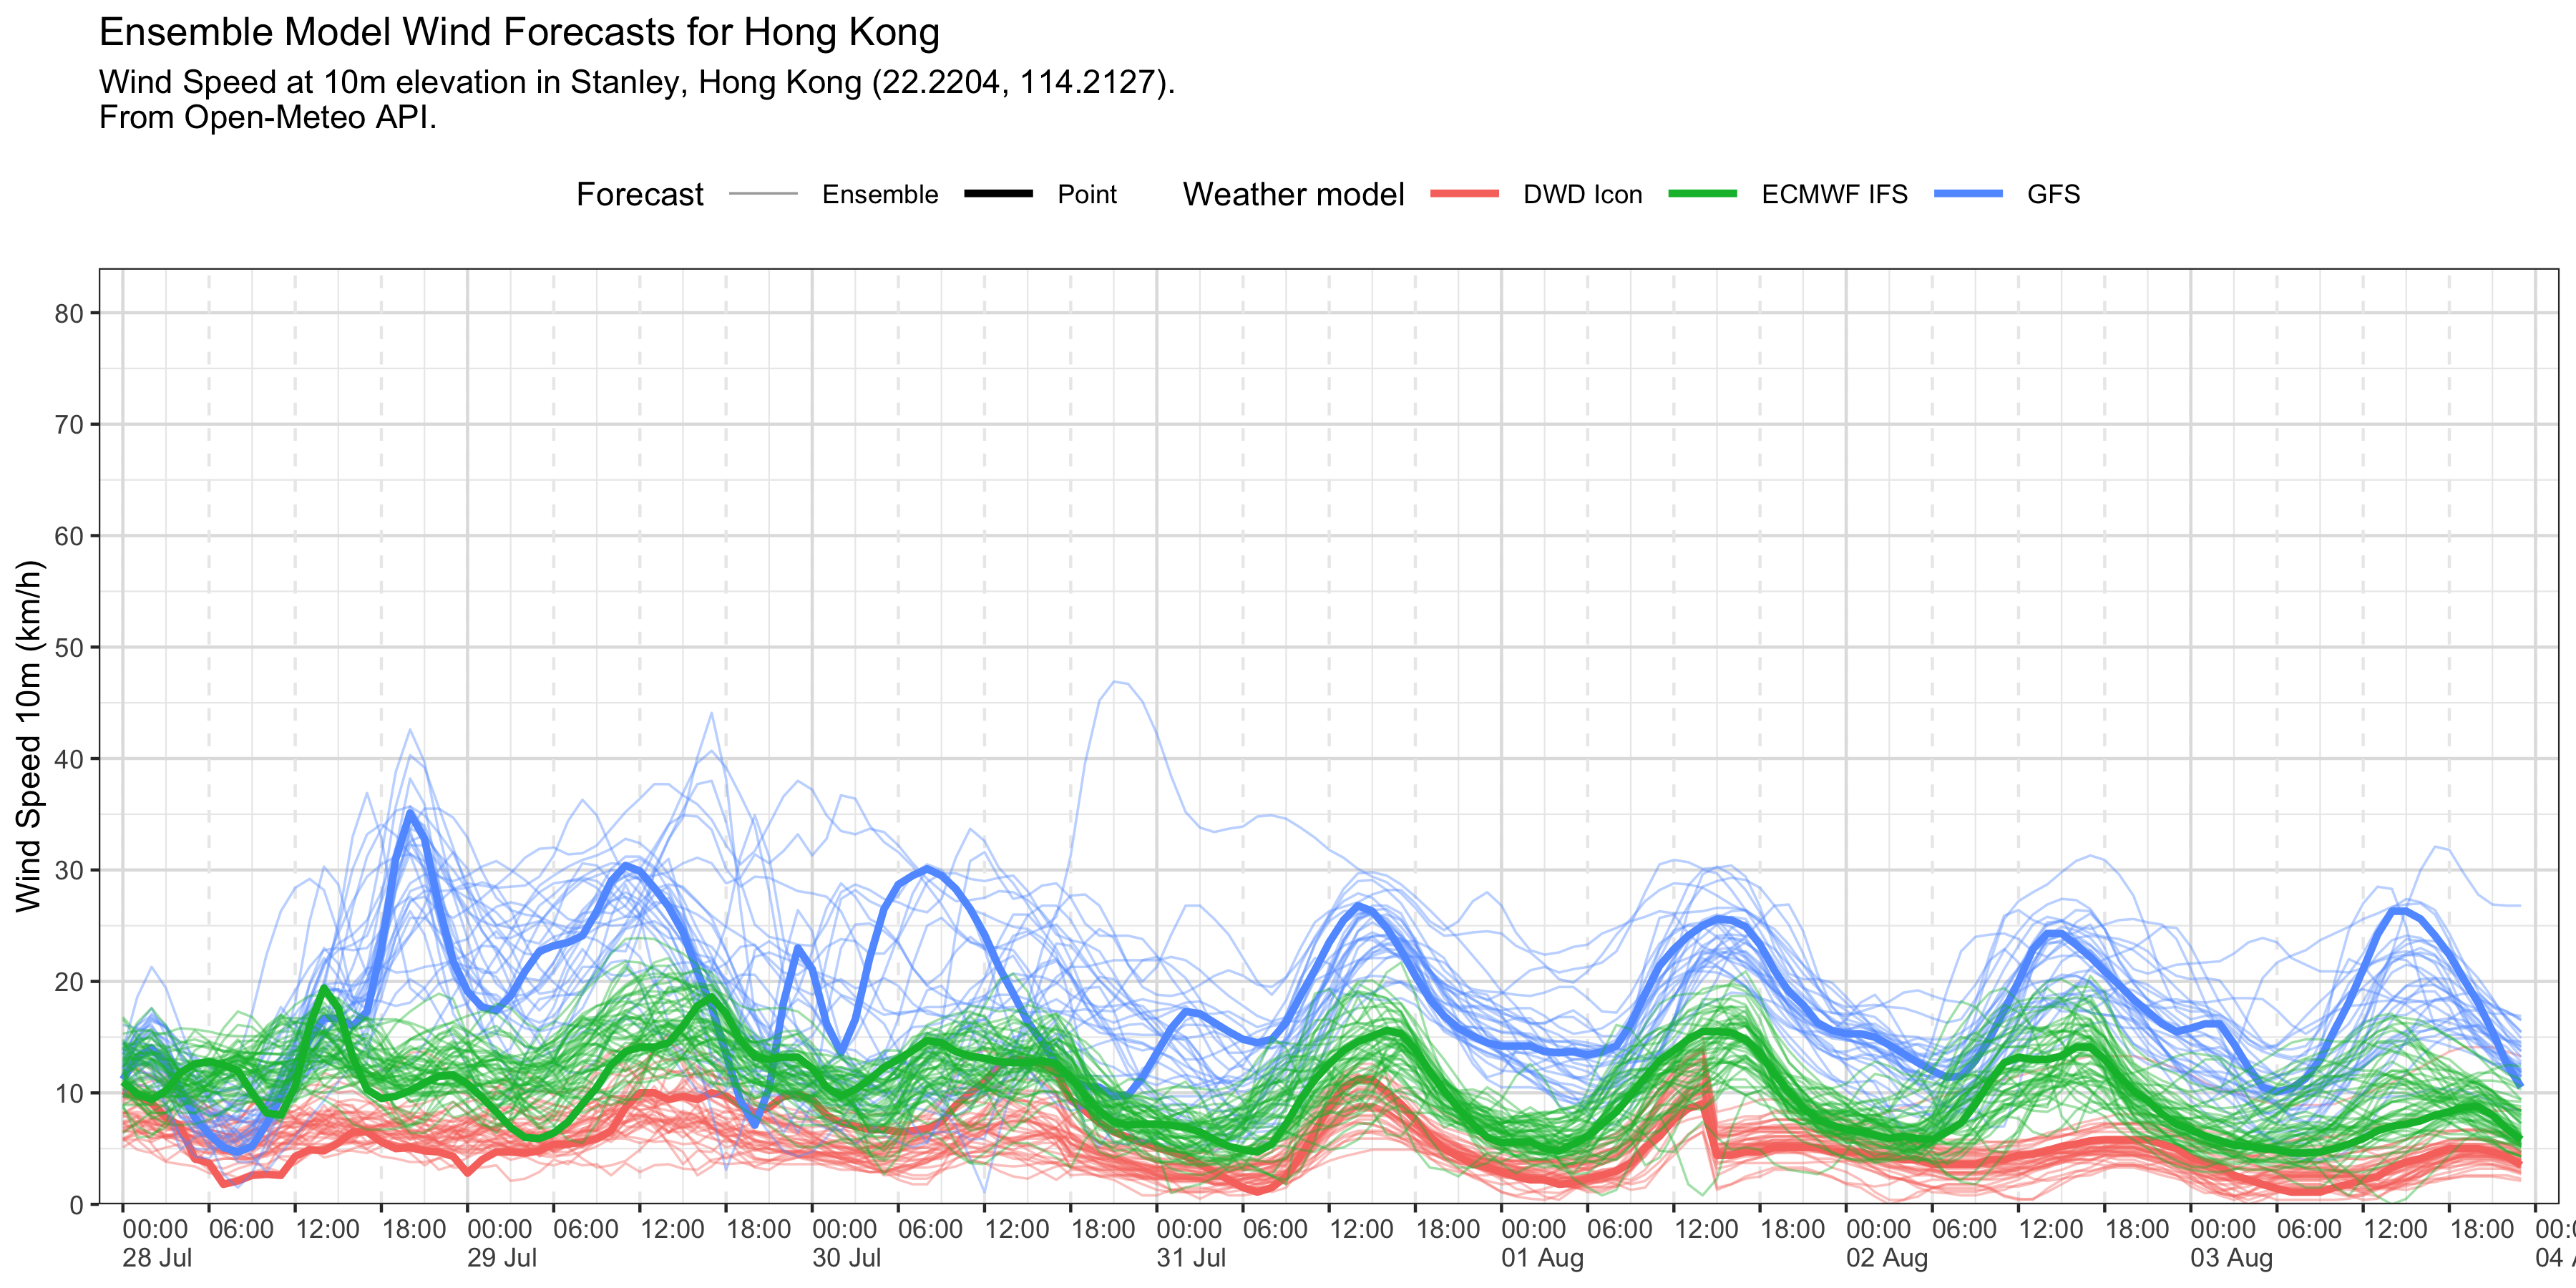 Ensemble Model Wind Forecasts for Hong Kong
Wind Speed at 10m elevation in Stanley, Hong Kong (22.2204, 114.2127).
From Open-Meteo API.
Forecast Ensemble Point Weather model DWD Icon ECMWF IFS GFS
Wind Speed 10m (km/h)
80
70
60
50
40
30
20
10
0
00:00 06:00 12:00 18:00 00:00 06:00 12:00 18:00 00:00 06:00 12:00 18:00 00:00 06:00 12:00 18:00 00:00 06:00 12:00 18:00 00:00 06:00 12:00 18:00 00:00 06:00 12:00 18:00 00:0
28 Jul 29 Jul 30 Jul 31 Jul 01 Aug 02 Aug 03 Aug 04